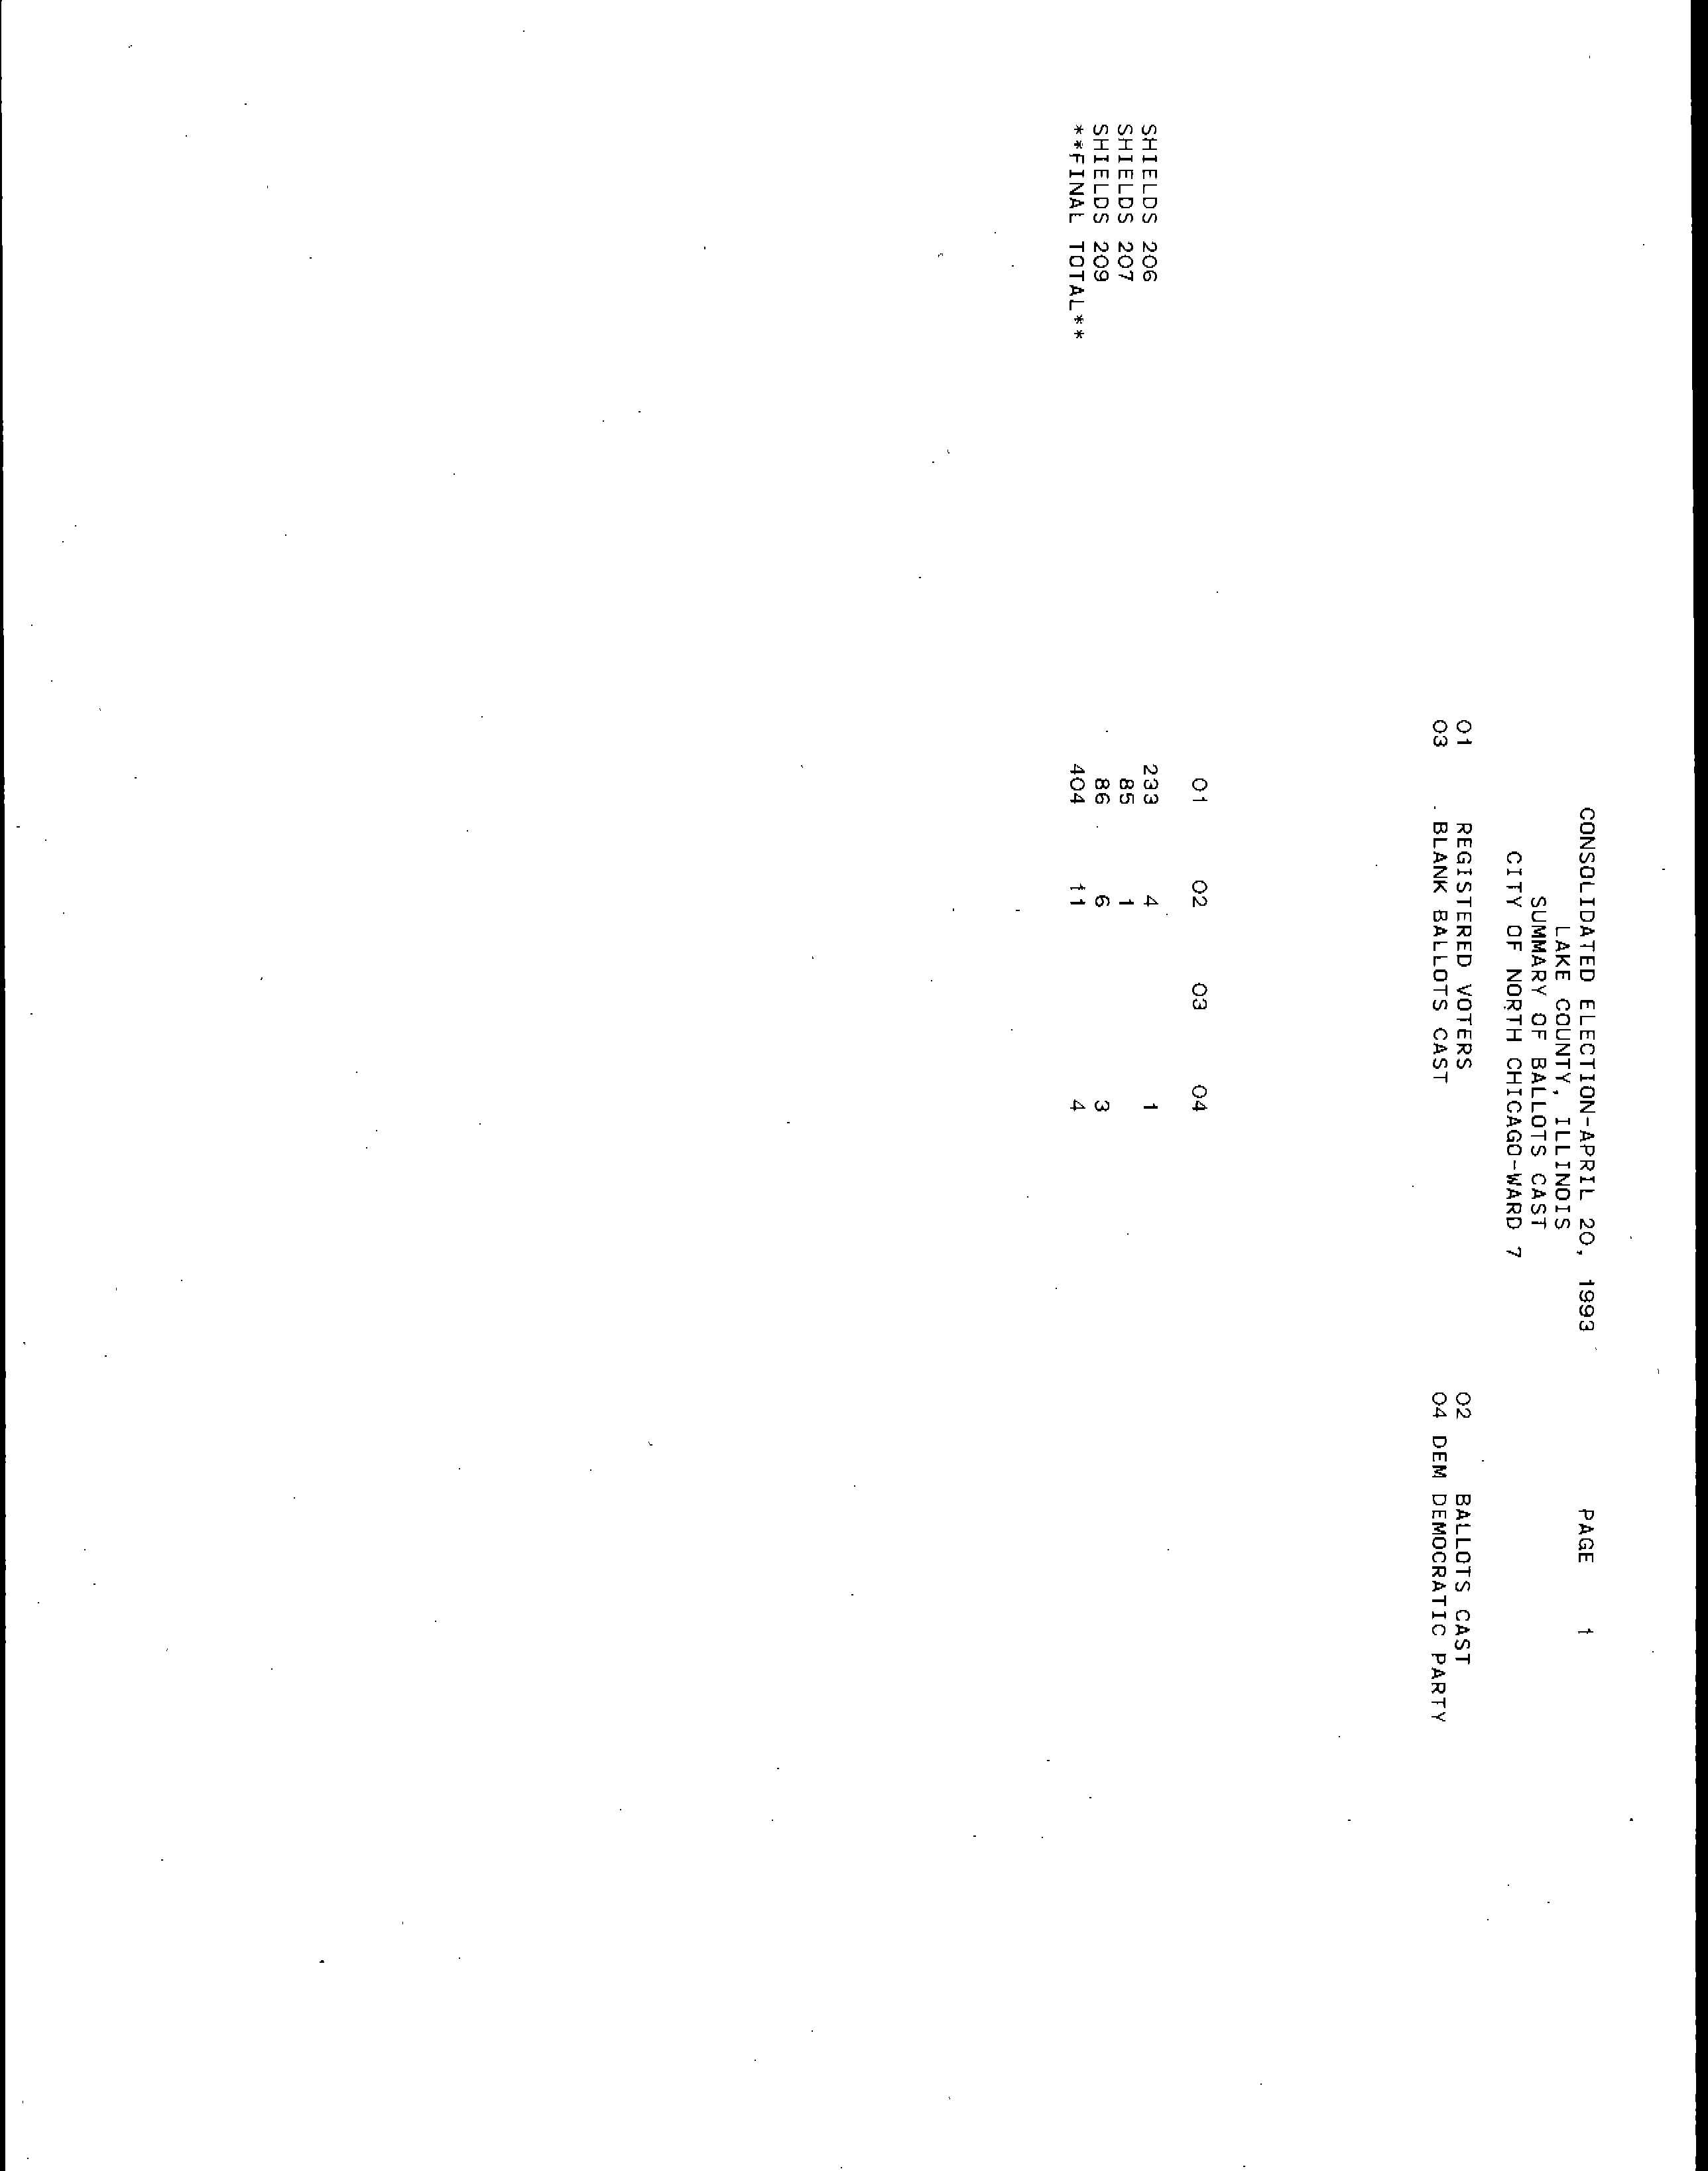 CONSOLIDATED ELECTION-APRIL 20, 1993 PAGE 1
LAKE COUNTY, ILLINOIS
SUMMARY OF BALLOTS CAST
CITY OF NORTH CHICAGO-WARD 7
01 REGISTERED VOTERS 02 BALLOTS CAST
03 BLANK BALLOTS CAST 04 DEM DEMOCRATIC PARTY
01 02 03 04
SHIELDS 206 233 4 1
SHIELDS 207 85 1
SHIELDS 209 86 6 3
**FINAL TOTAL** 404 11 4